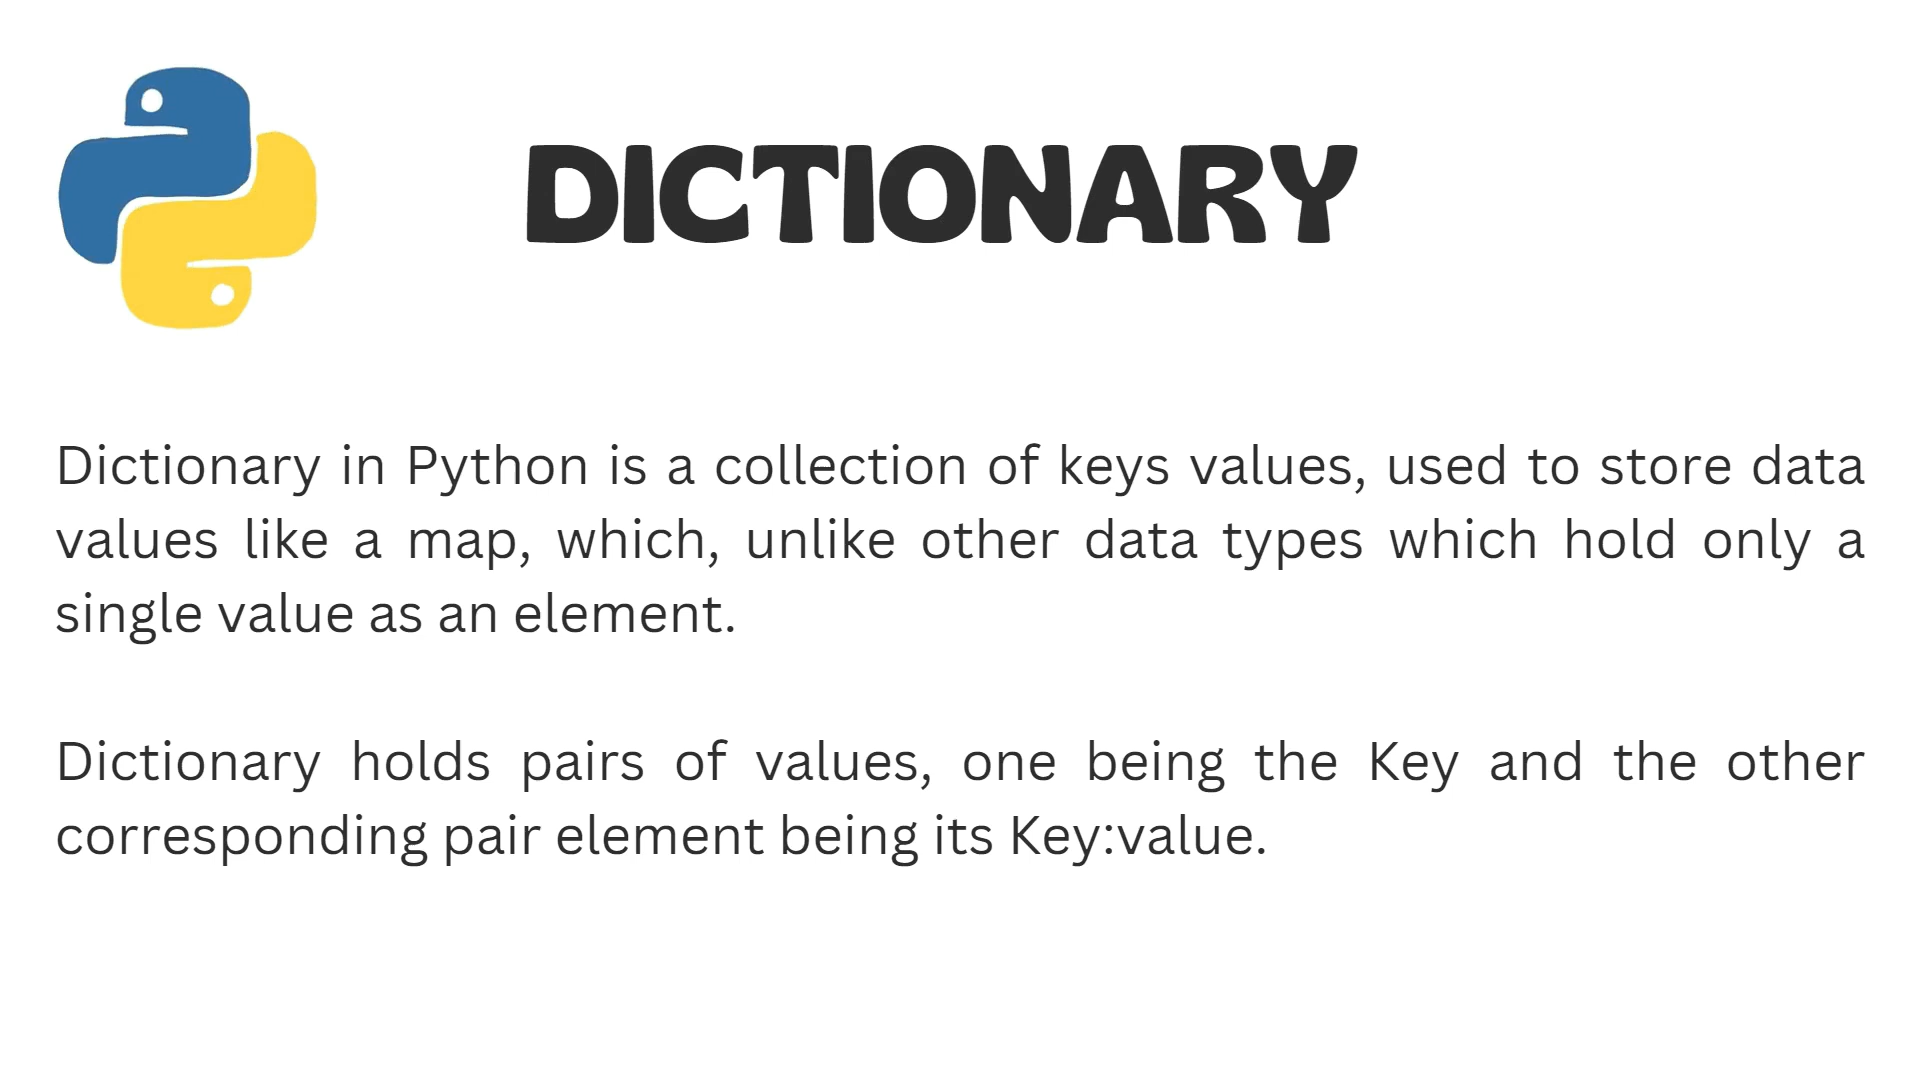 DICTIONARY
Dictionary in Python is a collection of keys values, used to store data
values like a map, which, unlike other data types which hold only a
single value as an element.
Dictionary holds pairs of values, one being the Key and the other
corresponding pair element being its Key:value.